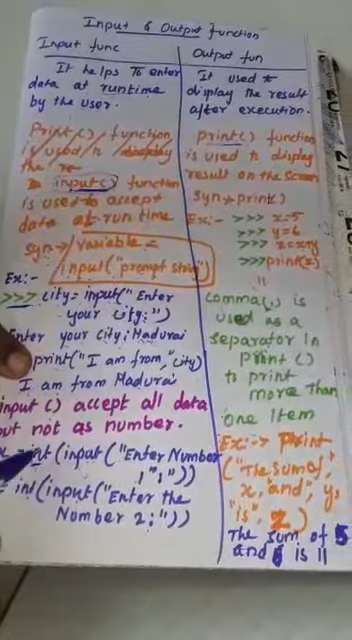 Input & Output function
Input func
It helps To enter
data at runtime
by the user.
Print() function
is used to display
the re
input() function
is used to accept
data at run time
Syn→ Variable =
input("prompt string")
Ex:-
>>> city=input("Enter
your city:")
Enter your city: Madurai
print("I am from,"city)
I am from Madurai
input() accept all data
but not as number.
int(input("Enter Number
1";"))
= int(input("Enter the
Number 2:"))
Output fun
It used to
display the result
after execution.
print() function
is used to display
result on the screen
Syn→print()
Ex:- >>> x=5
>>> y=6
>>> z=x+y
>>>print(z)
11
Comma(,) is
used as a
separator in
print()
to print
more than
one Item
Ex:-> print
("The sum of,"
x, "and", y,
"is", z)
The sum of 5
and 6 is 11